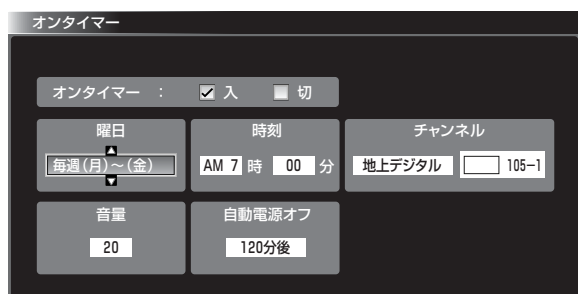 オンタイマー
オンタイマー : 入 切
曜日
毎週(月)~(金)
時刻
AM 7 時 00 分
チャンネル
地上デジタル 105-1
音量
20
自動電源オフ
120分後